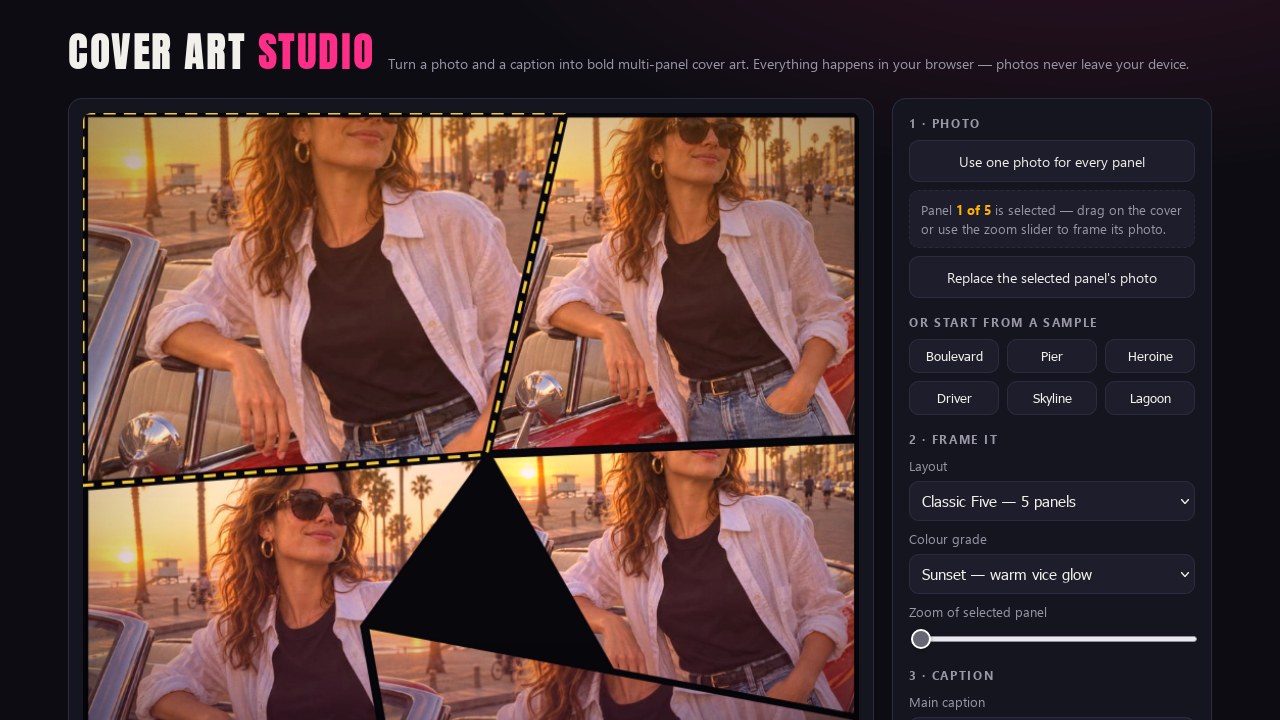 COVER ART STUDIO
Turn a photo and a caption into bold multi-panel cover art. Everything happens in your browser — photos never leave your device.
1 · PHOTO
Use one photo for every panel
Panel 1 of 5 is selected — drag on the cover
or use the zoom slider to frame its photo.
Replace the selected panel's photo
OR START FROM A SAMPLE
Boulevard Pier Heroine
Driver Skyline Lagoon
2 · FRAME IT
Layout
Classic Five — 5 panels
Colour grade
Sunset — warm vice glow
Zoom of selected panel
3 · CAPTION
Main caption